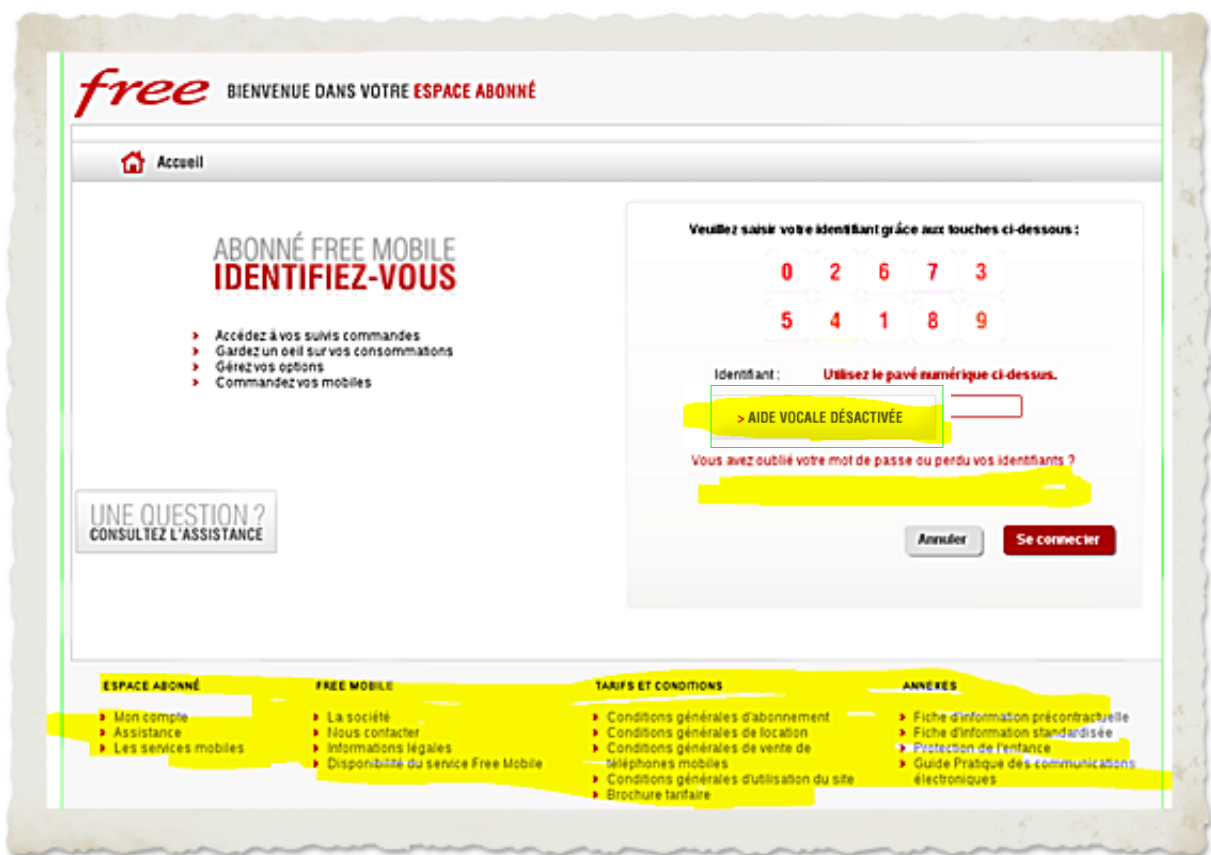 free BIENVENUE DANS VOTRE ESPACE ABONNÉ
Accueil
ABONNÉ FREE MOBILE
IDENTIFIEZ-VOUS
Accédez à vos suivis commandes
Gardez un oeil sur vos consommations
Gérez vos options
Commandez vos mobiles
UNE QUESTION ?
CONSULTEZ L'ASSISTANCE
Veuillez saisir votre identifiant grâce aux touches ci-dessous :
0 2 6 7 3
5 4 1 8 9
Identifiant : Utilisez le pavé numérique ci-dessus.
> AIDE VOCALE DÉSACTIVÉE
Vous avez oublié votre mot de passe ou perdu vos identifiants ?
Annuler Se connecter
ESPACE ABONNÉ
Mon compte
Assistance
Les services mobiles
FREE MOBILE
La société
Nous contacter
Informations légales
Disponibilité du service Free Mobile
TARIFS ET CONDITIONS
Conditions générales d'abonnement
Conditions générales de location
Conditions générales de vente de
téléphones mobiles
Conditions générales d'utilisation du site
Brochure tarifaire
ANNEXES
Fiche d'information précontractuelle
Fiche d'information standardisée
Protection de l'enfance
Guide Pratique des communications
électroniques